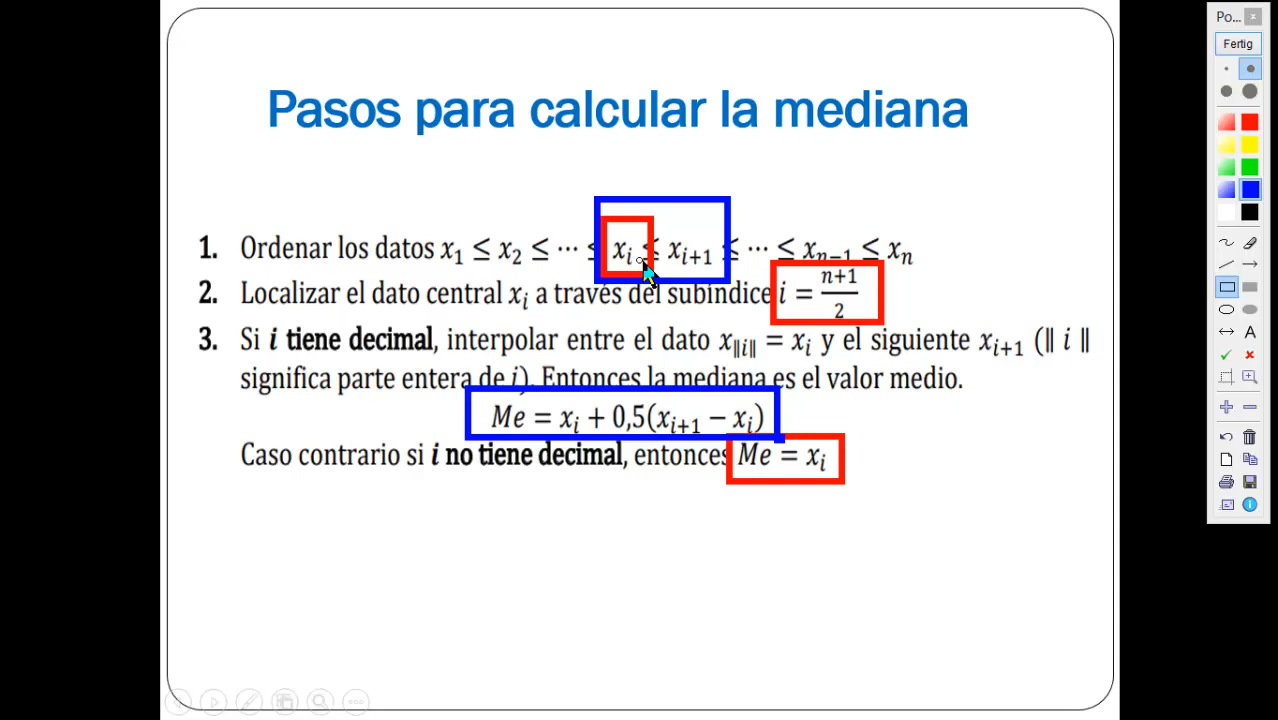 Pasos para calcular la mediana
1. Ordenar los datos x₁ ≤ x₂ ≤ ⋯ ≤ xᵢ ≤ xᵢ₊₁ ≤ ⋯ ≤ xₙ₋₁ ≤ xₙ
2. Localizar el dato central xᵢ a través del subíndice i = (n+1)/2
3. Si i tiene decimal, interpolar entre el dato x‖i‖ = xᵢ y el siguiente xᵢ₊₁ (‖ i ‖
significa parte entera de i). Entonces la mediana es el valor medio.
Me = xᵢ + 0,5(xᵢ₊₁ − xᵢ)
Caso contrario si i no tiene decimal, entonces Me = xᵢ
Po...
Fertig
A